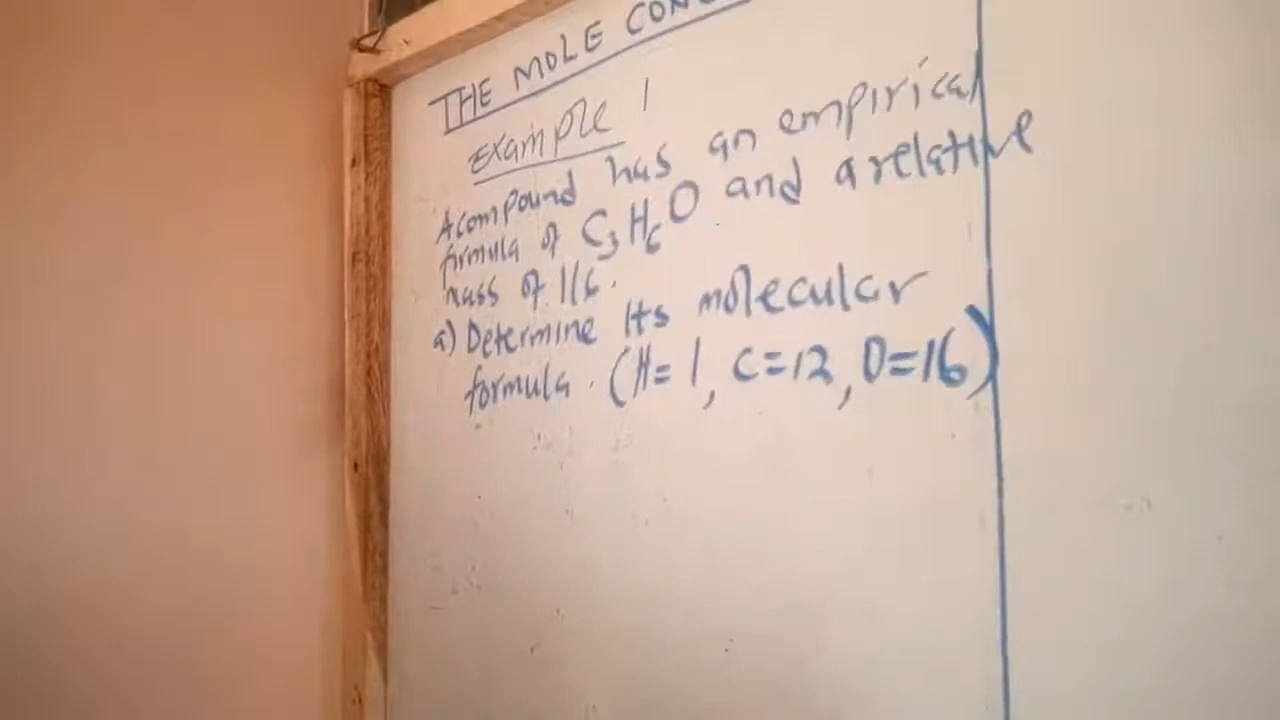 THE MOLE CONC
Example 1
A compound has an empirical
formula of C₃H₆O and a relative
mass of 116.
a) Determine its molecular
formula. (H=1, C=12, O=16)